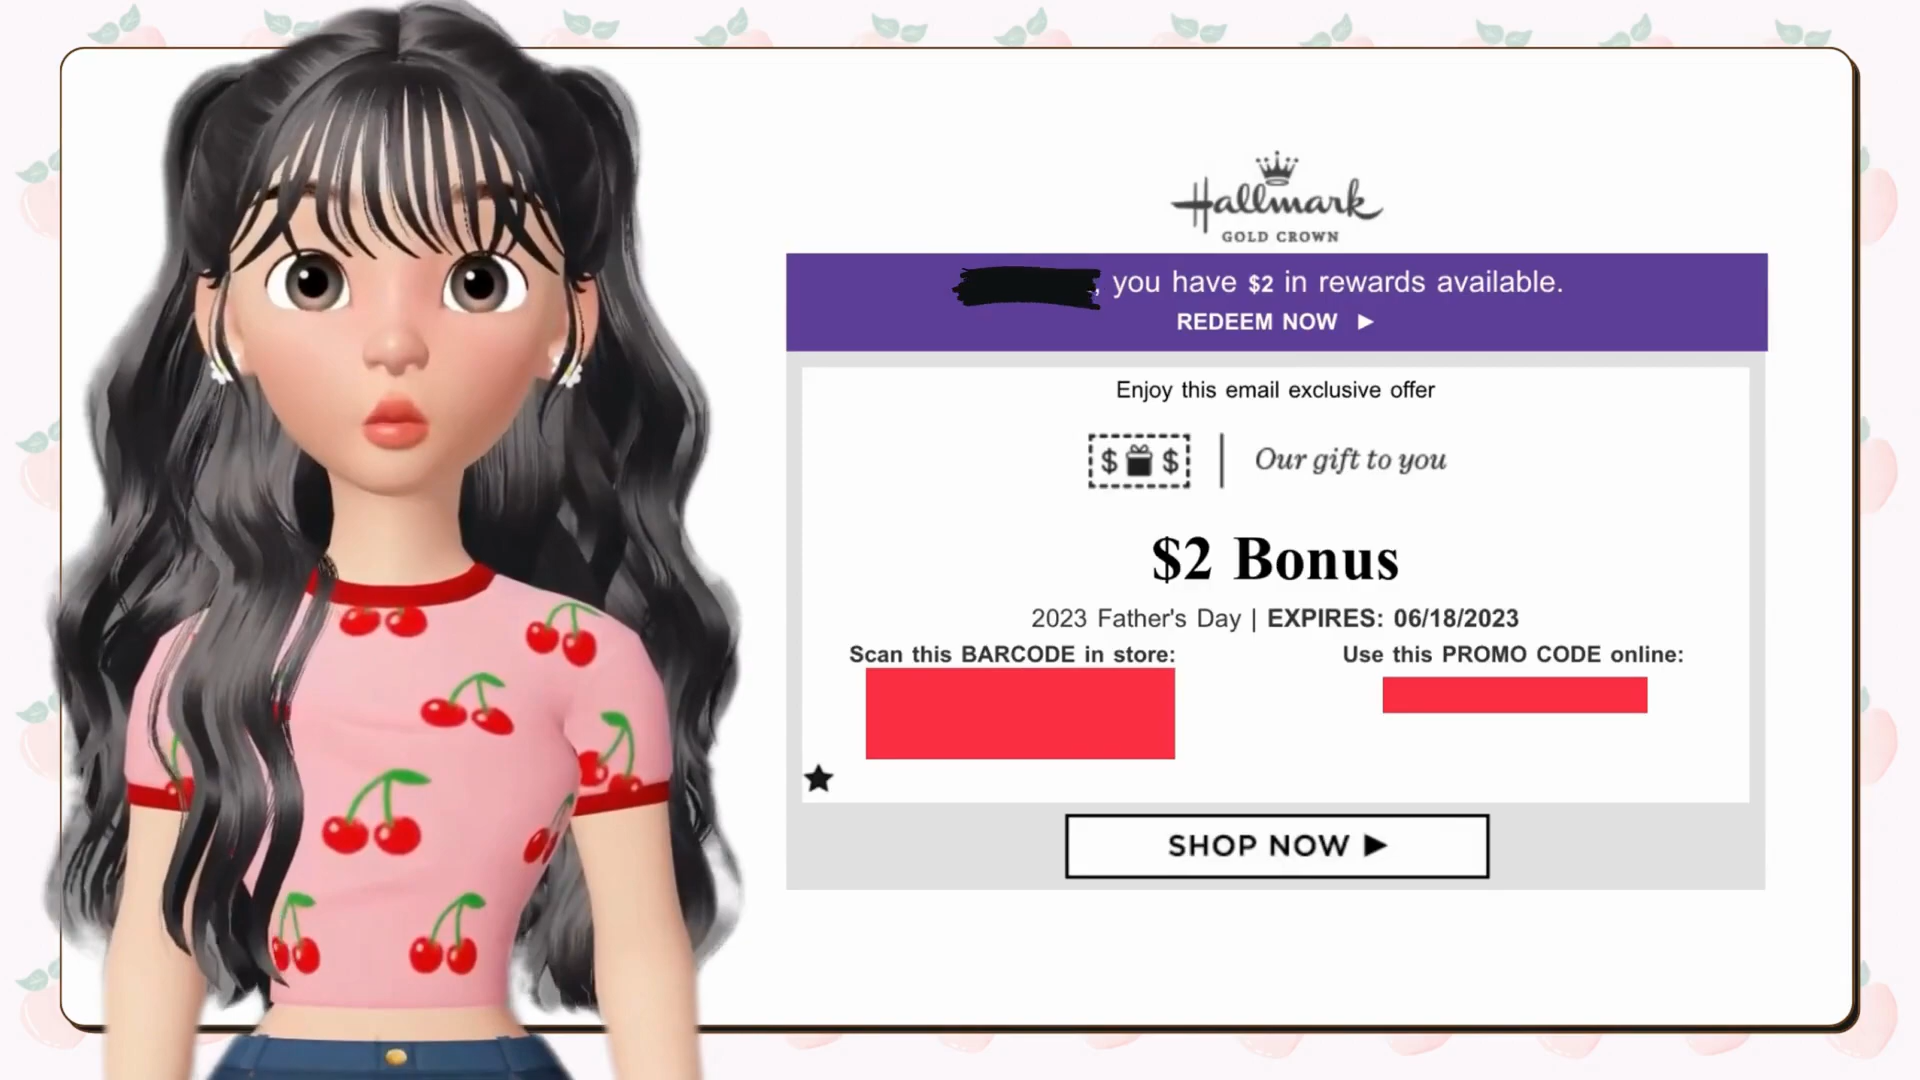 Hallmark
GOLD CROWN
, you have $2 in rewards available.
REDEEM NOW ►
Enjoy this email exclusive offer
$ $ | Our gift to you
$2 Bonus
2023 Father's Day | EXPIRES: 06/18/2023
Scan this BARCODE in store:
Use this PROMO CODE online:
SHOP NOW ►